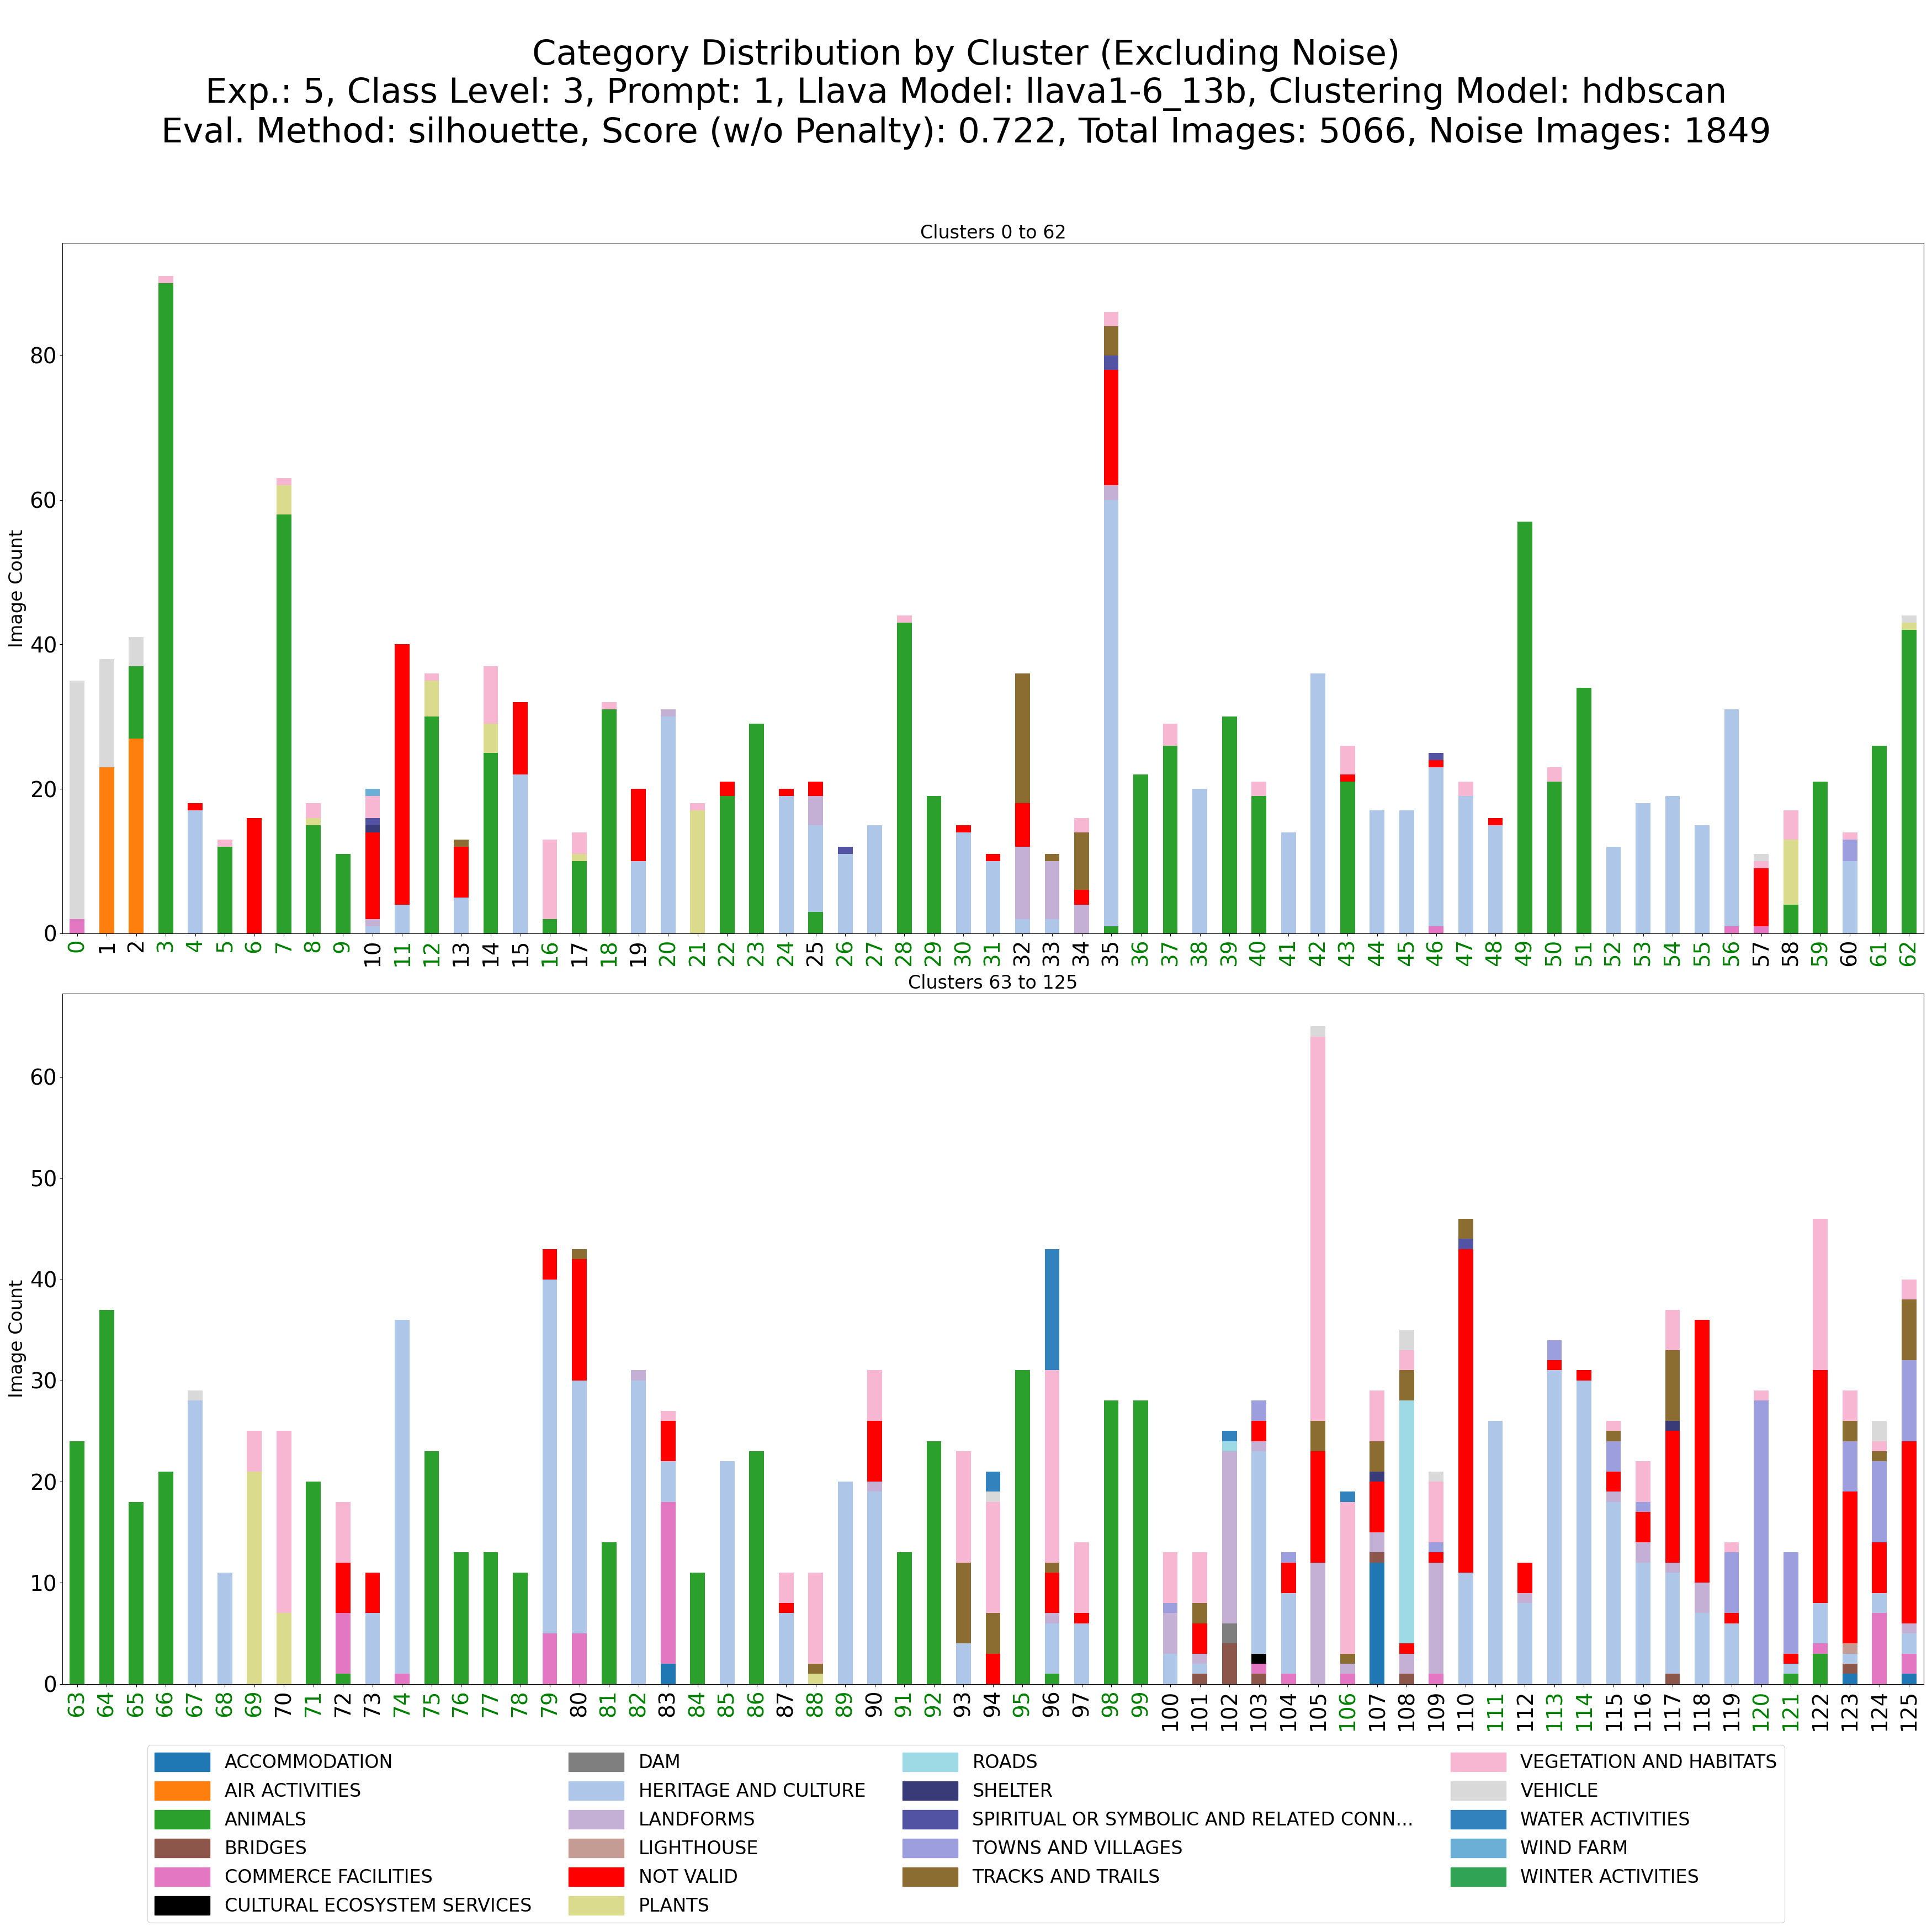 Category Distribution by Cluster (Excluding Noise)
Exp.: 5, Class Level: 3, Prompt: 1, Llava Model: llava1-6_13b, Clustering Model: hdbscan
Eval. Method: silhouette, Score (w/o Penalty): 0.722, Total Images: 5066, Noise Images: 1849
Clusters 0 to 62
Image Count
80
60
40
20
0
0 1 2 3 4 5 6 7 8 9 10 11 12 13 14 15 16 17 18 19 20 21 22 23 24 25 26 27 28 29 30 31 32 33 34 35 36 37 38 39 40 41 42 43 44 45 46 47 48 49 50 51 52 53 54 55 56 57 58 59 60 61 62
Clusters 63 to 125
Image Count
60
50
40
30
20
10
0
63 64 65 66 67 68 69 70 71 72 73 74 75 76 77 78 79 80 81 82 83 84 85 86 87 88 89 90 91 92 93 94 95 96 97 98 99 100 101 102 103 104 105 106 107 108 109 110 111 112 113 114 115 116 117 118 119 120 121 122 123 124 125
ACCOMMODATION
AIR ACTIVITIES
ANIMALS
BRIDGES
COMMERCE FACILITIES
CULTURAL ECOSYSTEM SERVICES
DAM
HERITAGE AND CULTURE
LANDFORMS
LIGHTHOUSE
NOT VALID
PLANTS
ROADS
SHELTER
SPIRITUAL OR SYMBOLIC AND RELATED CONN...
TOWNS AND VILLAGES
TRACKS AND TRAILS
VEGETATION AND HABITATS
VEHICLE
WATER ACTIVITIES
WIND FARM
WINTER ACTIVITIES